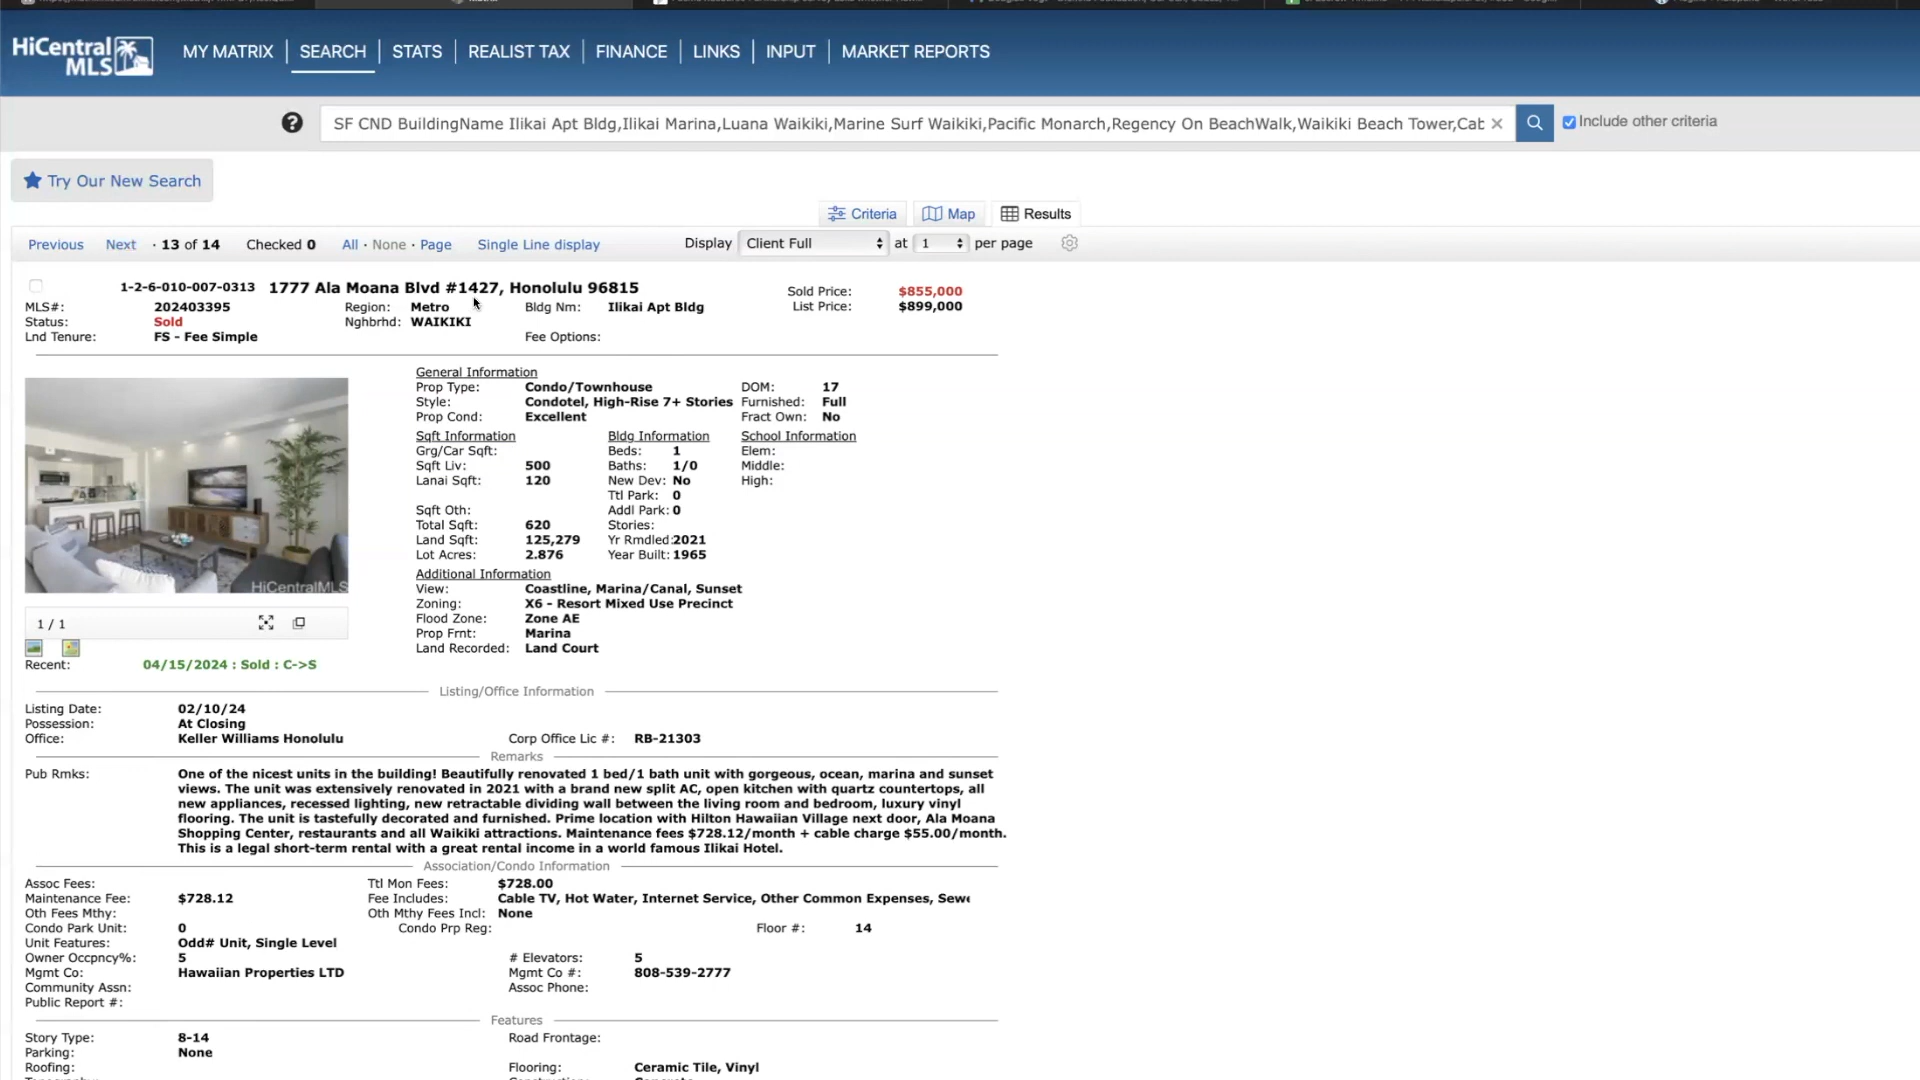 HiCentral MLS
MY MATRIX SEARCH STATS REALIST TAX FINANCE LINKS INPUT MARKET REPORTS
SF CND BuildingName Ilikai Apt Bldg,Ilikai Marina,Luana Waikiki,Marine Surf Waikiki,Pacific Monarch,Regency On BeachWalk,Waikiki Beach Tower,Cat Include other criteria
Try Our New Search
Criteria Map Results
Previous Next · 13 of 14 Checked 0 All · None · Page Single Line display Display Client Full at 1 per page
1-2-6-010-007-0313 1777 Ala Moana Blvd #1427, Honolulu 96815 Sold Price: $855,000
MLS#: 202403395 Region: Metro Bldg Nm: Ilikai Apt Bldg List Price: $899,000
Status: Sold Nghbrhd: WAIKIKI
Lnd Tenure: FS - Fee Simple Fee Options:
General Information
Prop Type: Condo/Townhouse DOM: 17
Style: Condotel, High-Rise 7+ Stories Furnished: Full
Prop Cond: Excellent Fract Own: No
Sqft Information Bldg Information School Information
Grg/Car Sqft: Beds: 1 Elem:
Sqft Liv: 500 Baths: 1/0 Middle:
Lanai Sqft: 120 New Dev: No High:
Ttl Park: 0
Sqft Oth: Addl Park: 0
Total Sqft: 620 Stories:
Land Sqft: 125,279 Yr Rmdled: 2021
Lot Acres: 2.876 Year Built: 1965
Additional Information
View: Coastline, Marina/Canal, Sunset
Zoning: X6 - Resort Mixed Use Precinct
Flood Zone: Zone AE
Prop Frnt: Marina
Land Recorded: Land Court
HiCentralMLS
1 / 1
Recent: 04/15/2024 : Sold : C->S
Listing/Office Information
Listing Date: 02/10/24
Possession: At Closing
Office: Keller Williams Honolulu Corp Office Lic #: RB-21303
Remarks
Pub Rmks: One of the nicest units in the building! Beautifully renovated 1 bed/1 bath unit with gorgeous, ocean, marina and sunset
views. The unit was extensively renovated in 2021 with a brand new split AC, open kitchen with quartz countertops, all
new appliances, recessed lighting, new retractable dividing wall between the living room and bedroom, luxury vinyl
flooring. The unit is tastefully decorated and furnished. Prime location with Hilton Hawaiian Village next door, Ala Moana
Shopping Center, restaurants and all Waikiki attractions. Maintenance fees $728.12/month + cable charge $55.00/month.
This is a legal short-term rental with a great rental income in a world famous Ilikai Hotel.
Association/Condo Information
Assoc Fees: Ttl Mon Fees: $728.00
Maintenance Fee: $728.12 Fee Includes: Cable TV, Hot Water, Internet Service, Other Common Expenses, Sewe
Oth Fees Mthy: Oth Mthy Fees Incl: None
Condo Park Unit: 0 Condo Prp Reg: Floor #: 14
Unit Features: Odd# Unit, Single Level
Owner Occpncy%: 5 # Elevators: 5
Mgmt Co: Hawaiian Properties LTD Mgmt Co #: 808-539-2777
Community Assn: Assoc Phone:
Public Report #:
Features
Story Type: 8-14 Road Frontage:
Parking: None
Roofing: Flooring: Ceramic Tile, Vinyl